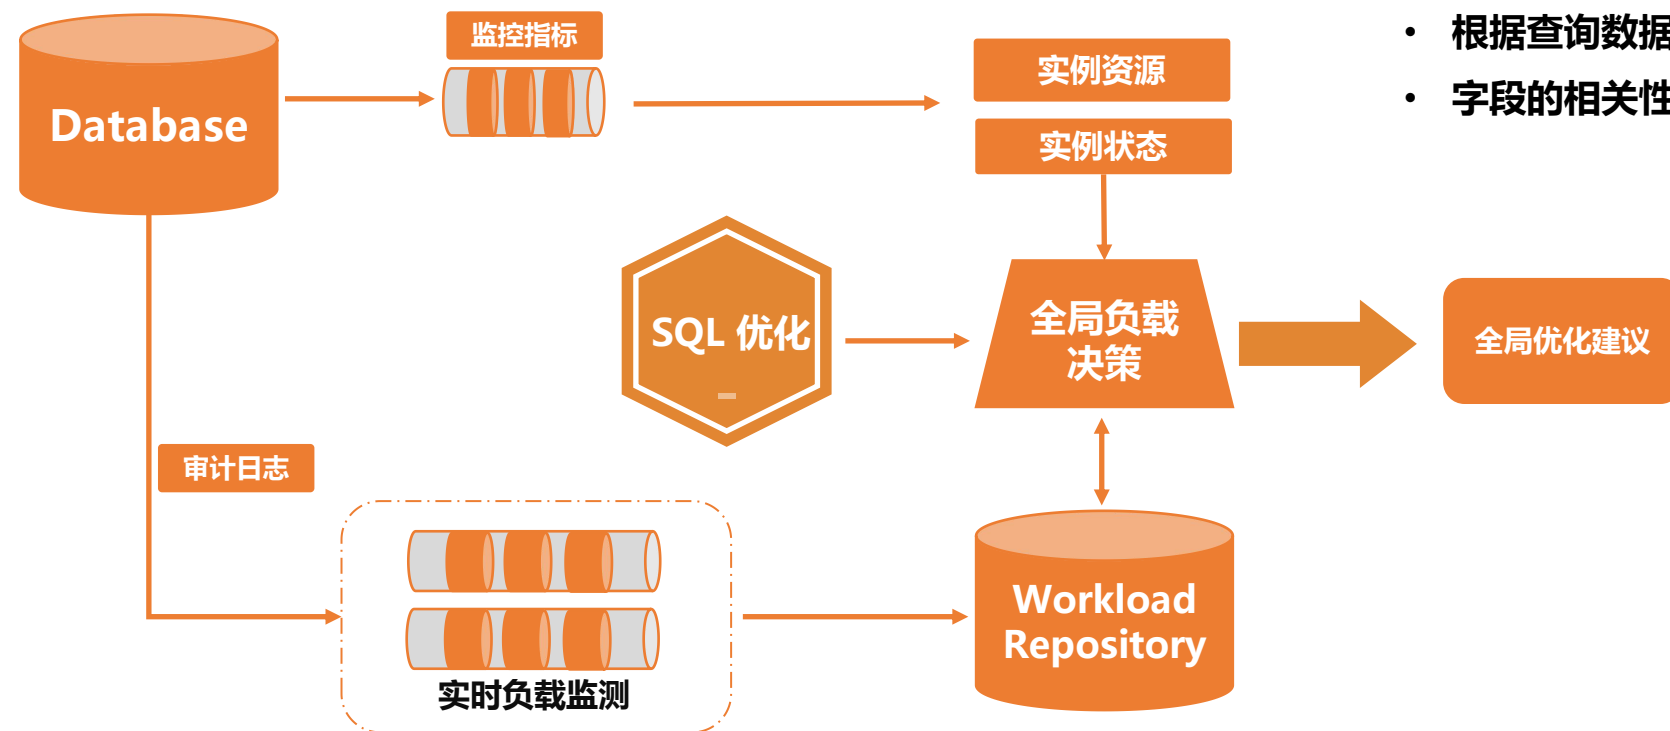 监控指标
Database
实例资源
实例状态
根据查询数据
字段的相关性
SQL 优化
全局负载
决策
全局优化建议
审计日志
实时负载监测
Workload
Repository